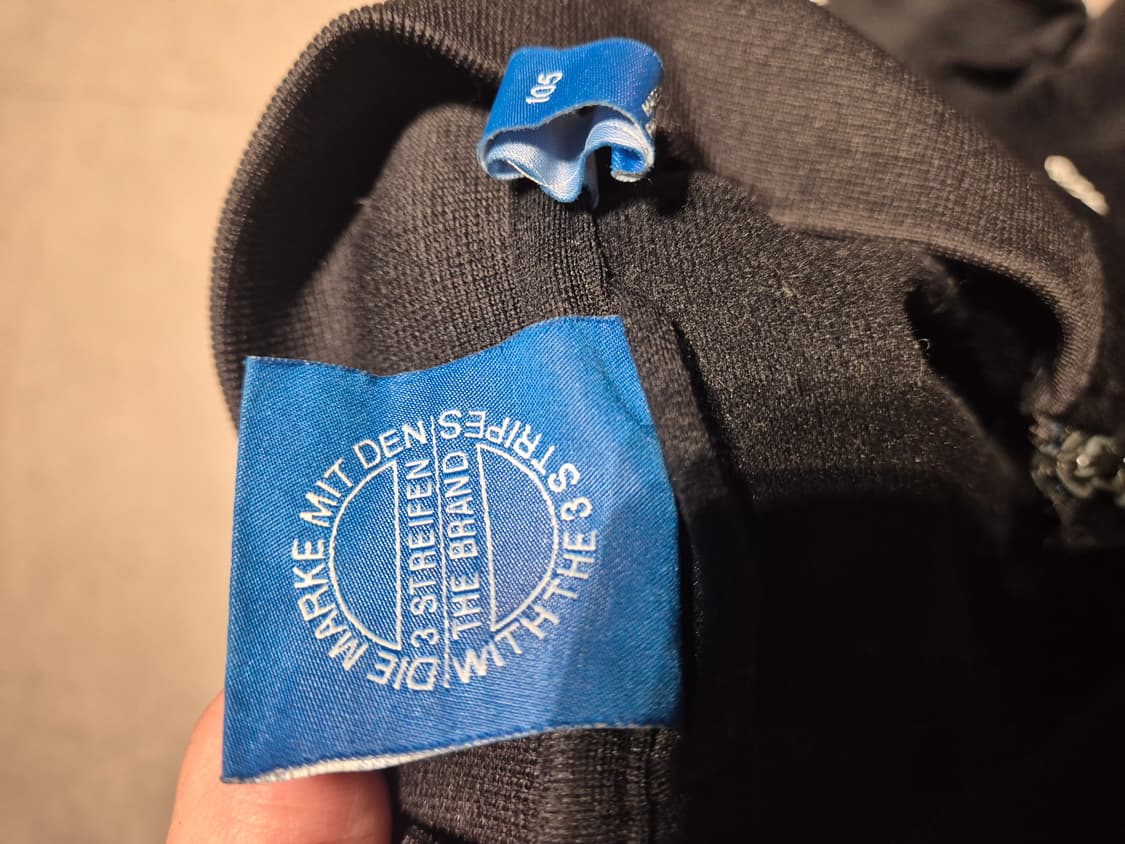 105
DIE MARKE MIT DEN
3 STREIFEN
THE BRAND
WITH THE 3 STRIPES